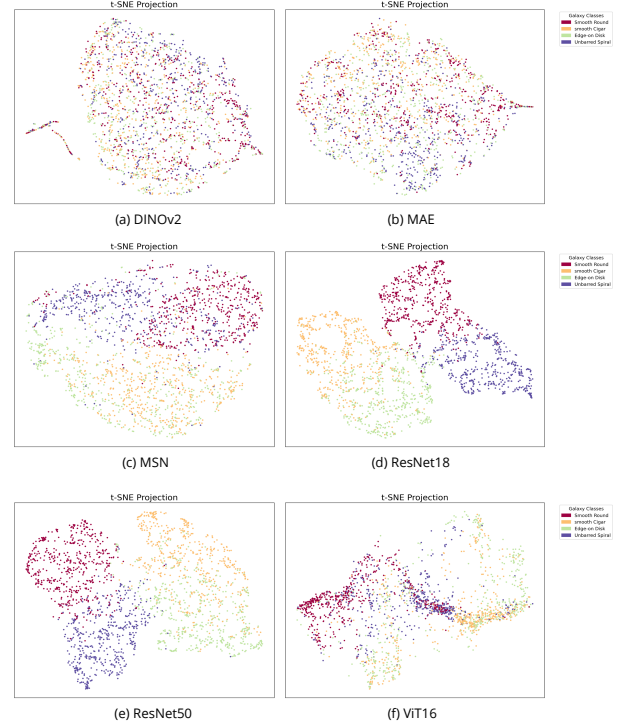 t-SNE Projection
t-SNE Projection
Galaxy Classes
Smooth Round
smooth Cigar
Edge-on Disk
Unbarred Spiral
(a) DINOv2
(b) MAE
t-SNE Projection
t-SNE Projection
Galaxy Classes
Smooth Round
smooth Cigar
Edge-on Disk
Unbarred Spiral
(c) MSN
(d) ResNet18
t-SNE Projection
t-SNE Projection
Galaxy Classes
Smooth Round
smooth Cigar
Edge-on Disk
Unbarred Spiral
(e) ResNet50
(f) ViT16